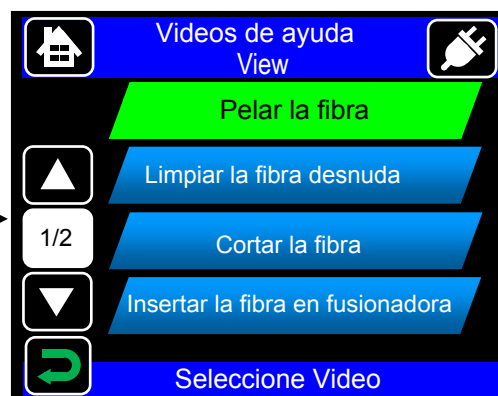 Videos de ayuda
View
Pelar la fibra
Limpiar la fibra desnuda
1/2
Cortar la fibra
Insertar la fibra en fusionadora
Seleccione Video